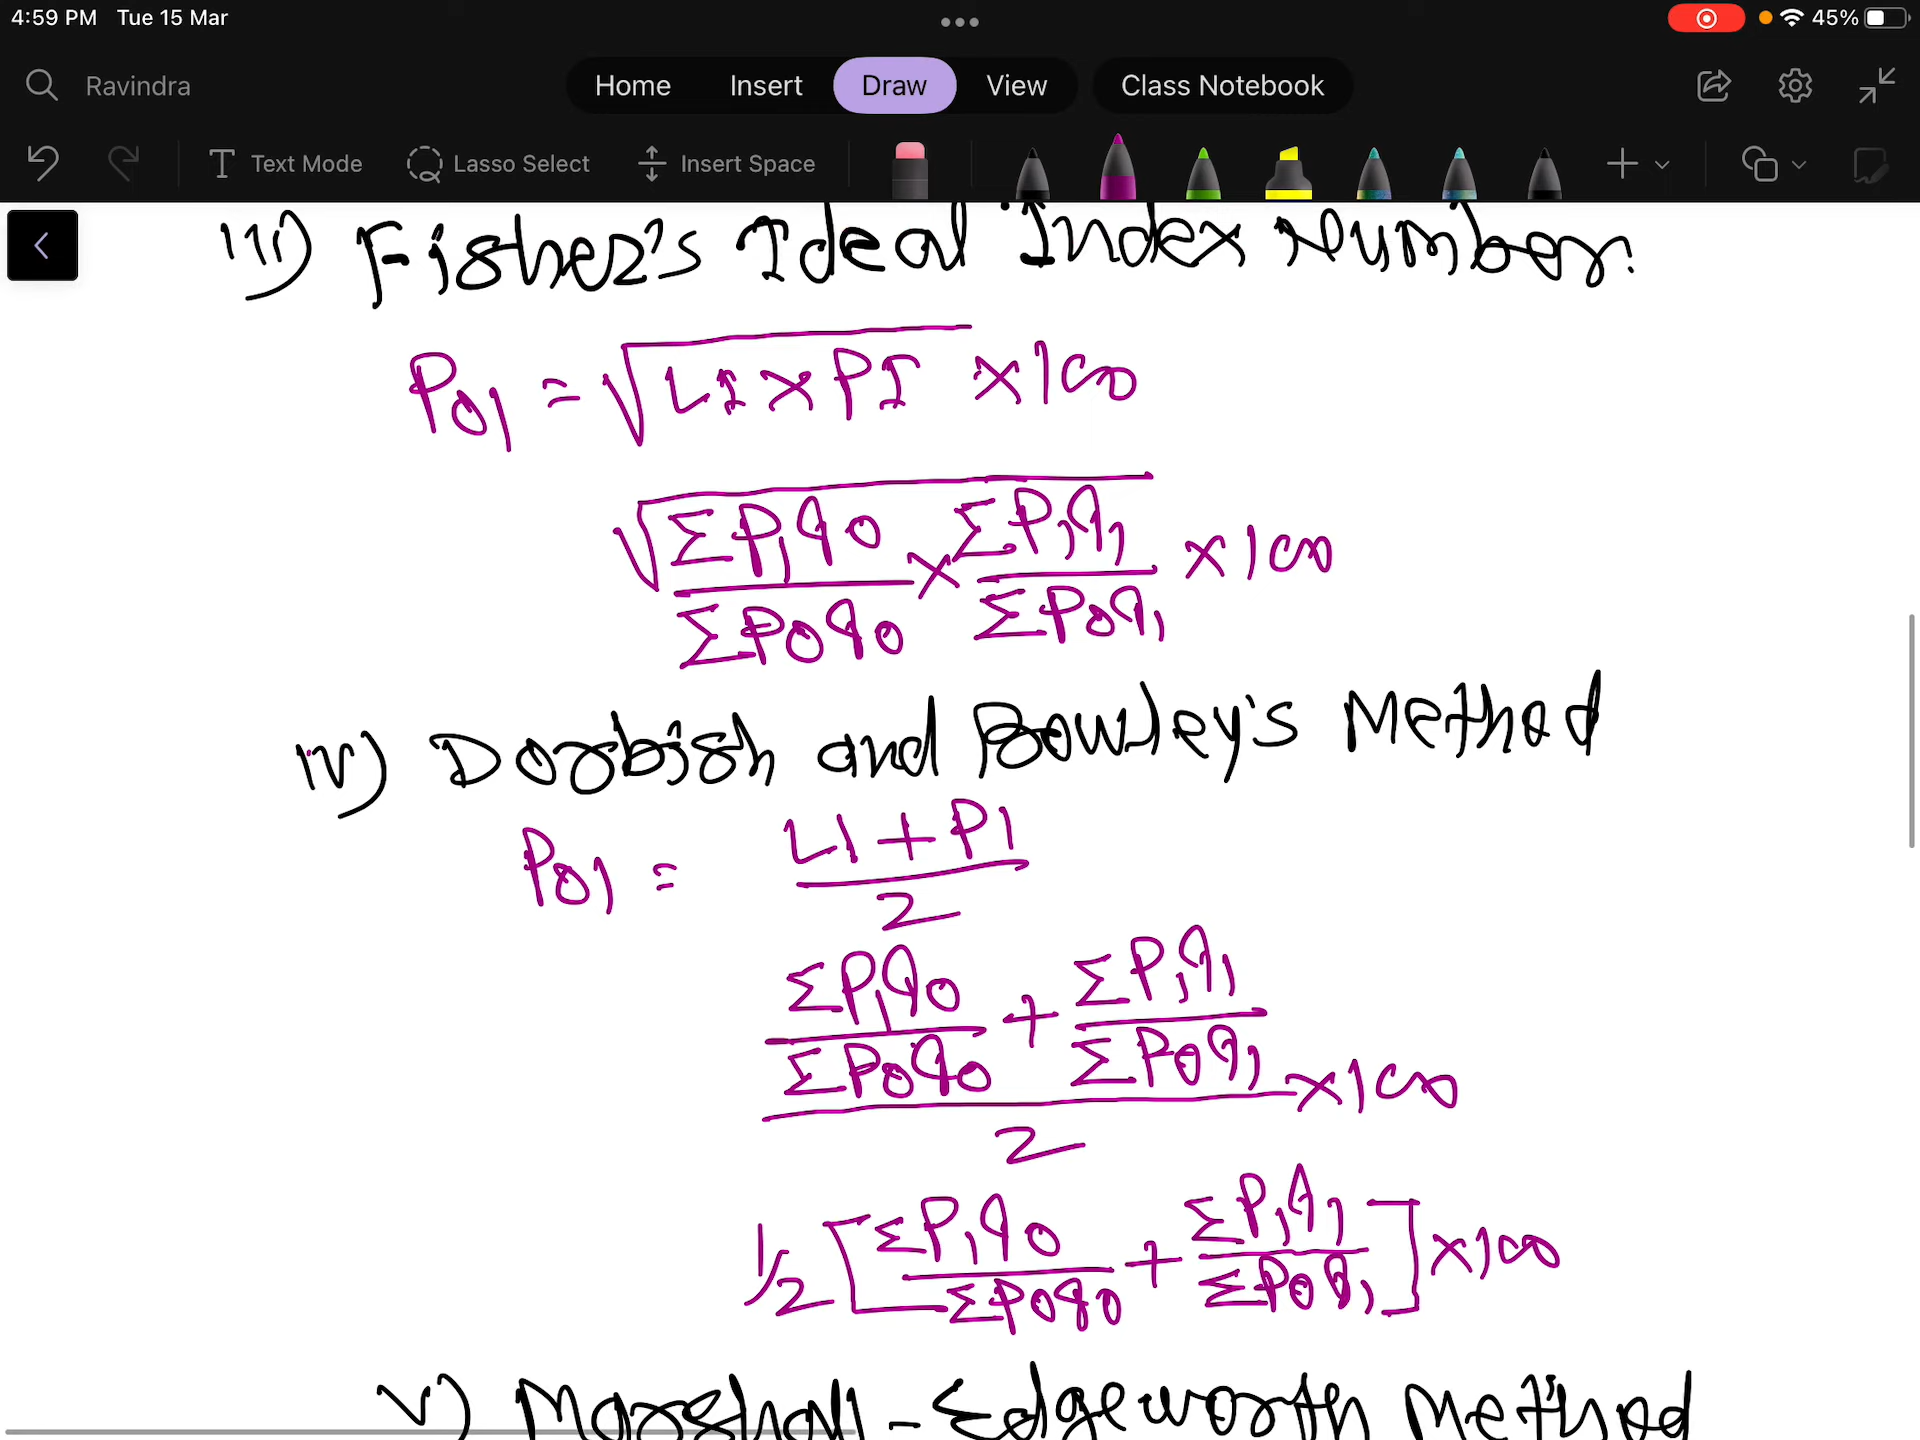 4:59 PM Tue 15 Mar 45%
Ravindra Home Insert Draw View Class Notebook
Text Mode Lasso Select Insert Space
iii) Fisher's Ideal Index Number.
P01 = √(LI × PI) × 100
√(ΣP1q0 / ΣP0q0 × ΣP1q1 / ΣP0q1) × 100
iv) Dorbish and Bowley's Method
P01 = (LI + PI) / 2
(ΣP1q0 / ΣP0q0 + ΣP1q1 / ΣP0q1) / 2 × 100
1/2 [ΣP1q0 / ΣP0q0 + ΣP1q1 / ΣP0q1] × 100
v) Marshall - Edgeworth Method